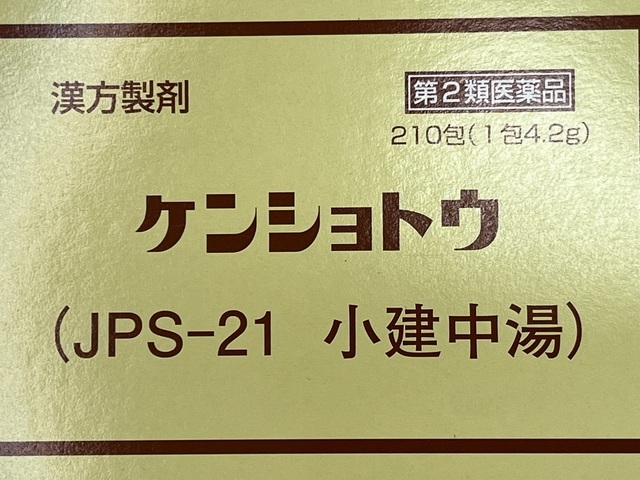 漢方製剤
第2類医薬品
210包(1包4.2g)
ケンショトウ
(JPS-21 小建中湯)